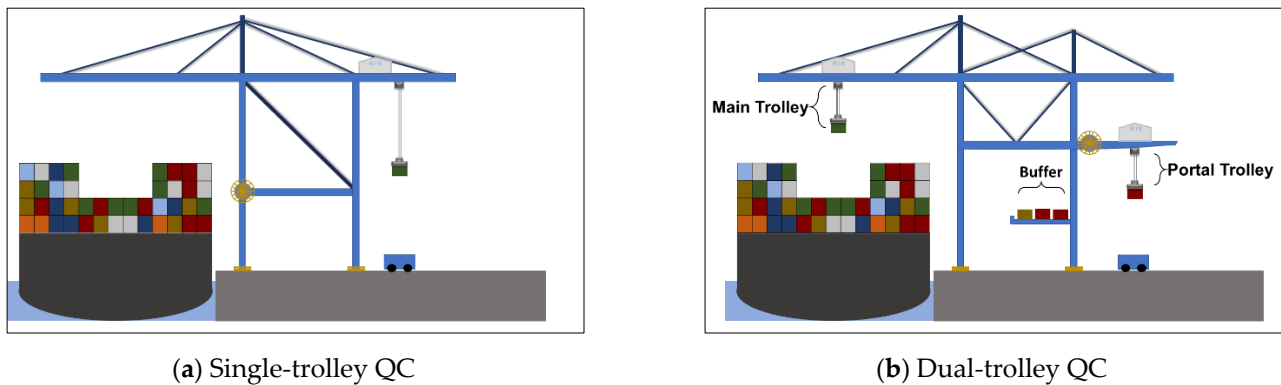 Main Trolley
Buffer
Portal Trolley
(a) Single-trolley QC
(b) Dual-trolley QC